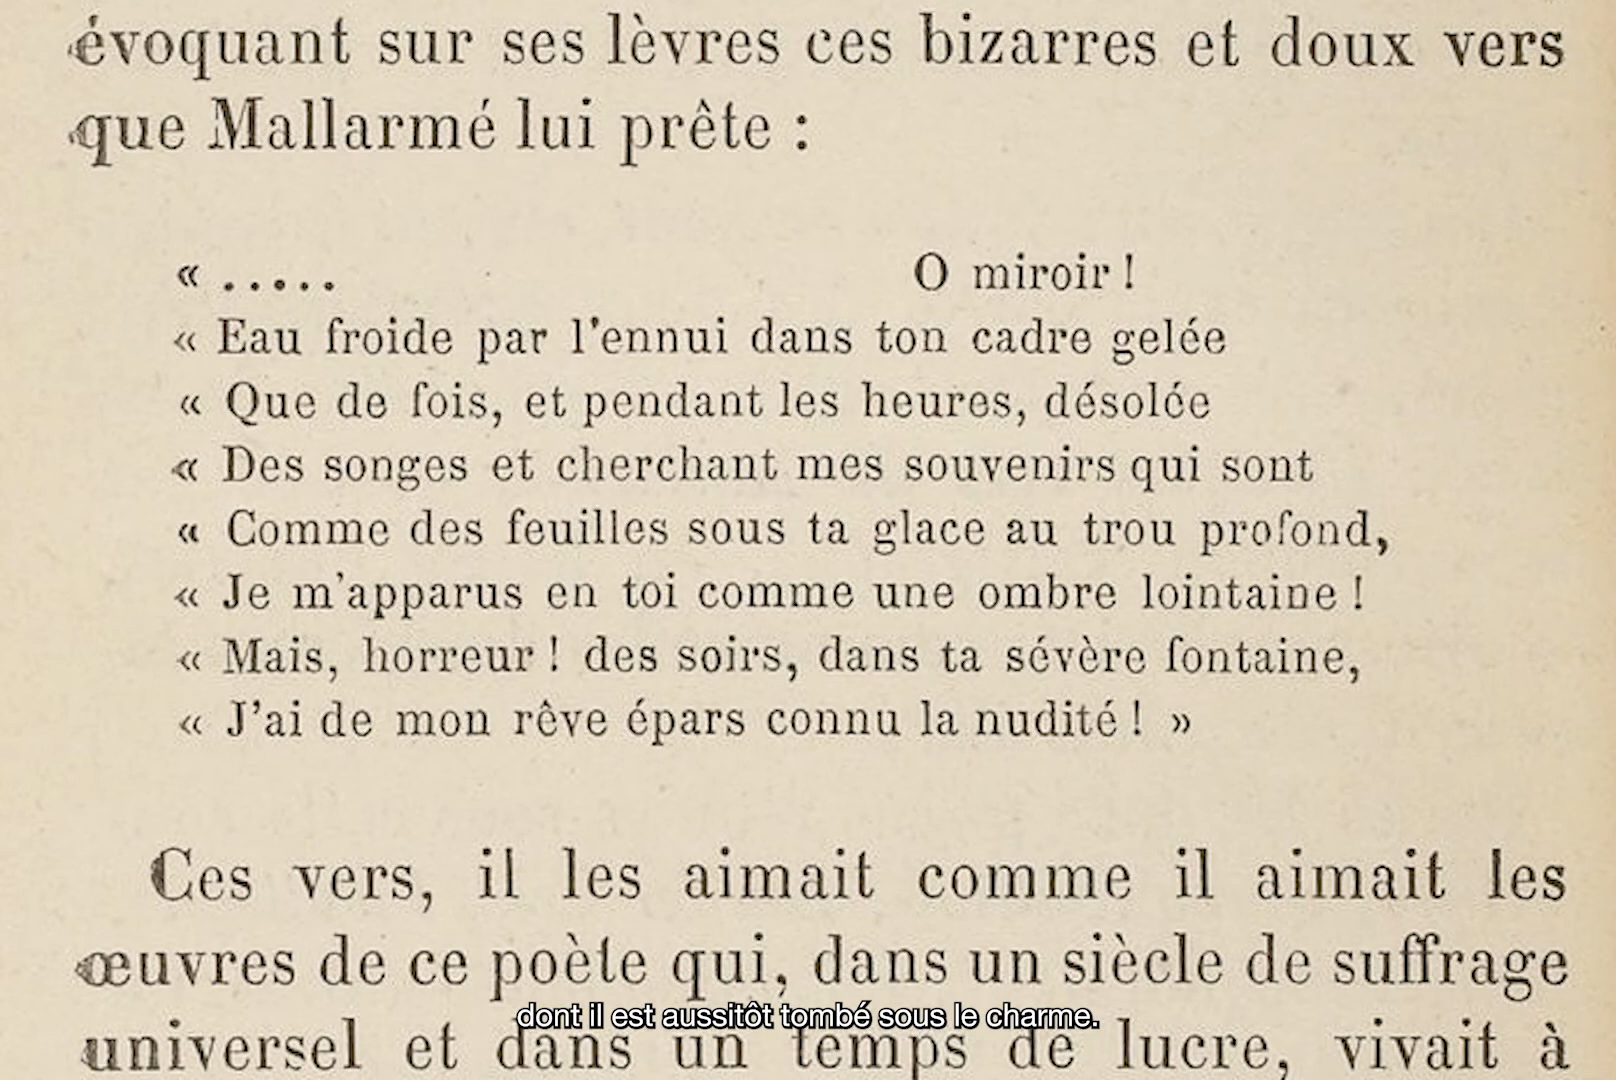 évoquant sur ses lèvres ces bizarres et doux vers
que Mallarmé lui prête :
« ..... O miroir !
« Eau froide par l'ennui dans ton cadre gelée
« Que de fois, et pendant les heures, désolée
« Des songes et cherchant mes souvenirs qui sont
« Comme des feuilles sous ta glace au trou profond,
« Je m'apparus en toi comme une ombre lointaine !
« Mais, horreur ! des soirs, dans ta sévère fontaine,
« J'ai de mon rêve épars connu la nudité ! »
Ces vers, il les aimait comme il aimait les
œuvres de ce poète qui, dans un siècle de suffrage
dont il est aussitôt tombé sous le charme.
universel et dans un temps de lucre, vivait à